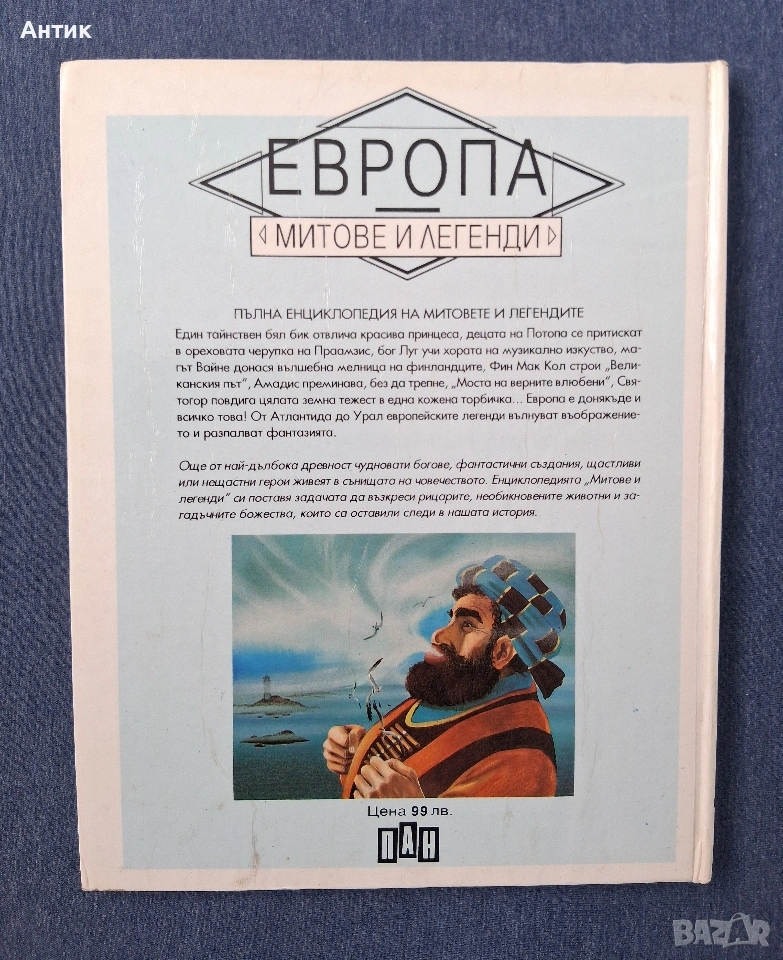 Антик
ЕВРОПА
МИТОВЕ И ЛЕГЕНДИ
ПЪЛНА ЕНЦИКЛОПЕДИЯ НА МИТОВЕТЕ И ЛЕГЕНДИТЕ
Един тайнствен бял бик отвлича красива принцеса, децата на Потопа се притискат
в ореховата черупка на Праамзис, бог Луг учи хората на музикално изкуство, ма-
гът Вайне донася вълшебна мелница на финландците, Фин Мак Кол строи „Вели-
канския път", Амадис преминава, без да трепне, „Моста на верните влюбени", Свя-
тогор повдига цялата земна тежест в една кожена торбичка... Европа е донякъде и
всичко това! От Атлантида до Урал европейските легенди вълнуват въображение-
то и разпалват фантазията.
Още от най-дълбока древност чудновати богове, фантастични създания, щастливи
или нещастни герои живеят в сънищата на човечеството. Енциклопедията „Митове и
легенди" си поставя задачата да възкреси рицарите, необикновените животни и за-
гадъчните божества, които са оставили следи в нашата история.
Цена 99 лв.
ПАН
BAZAR